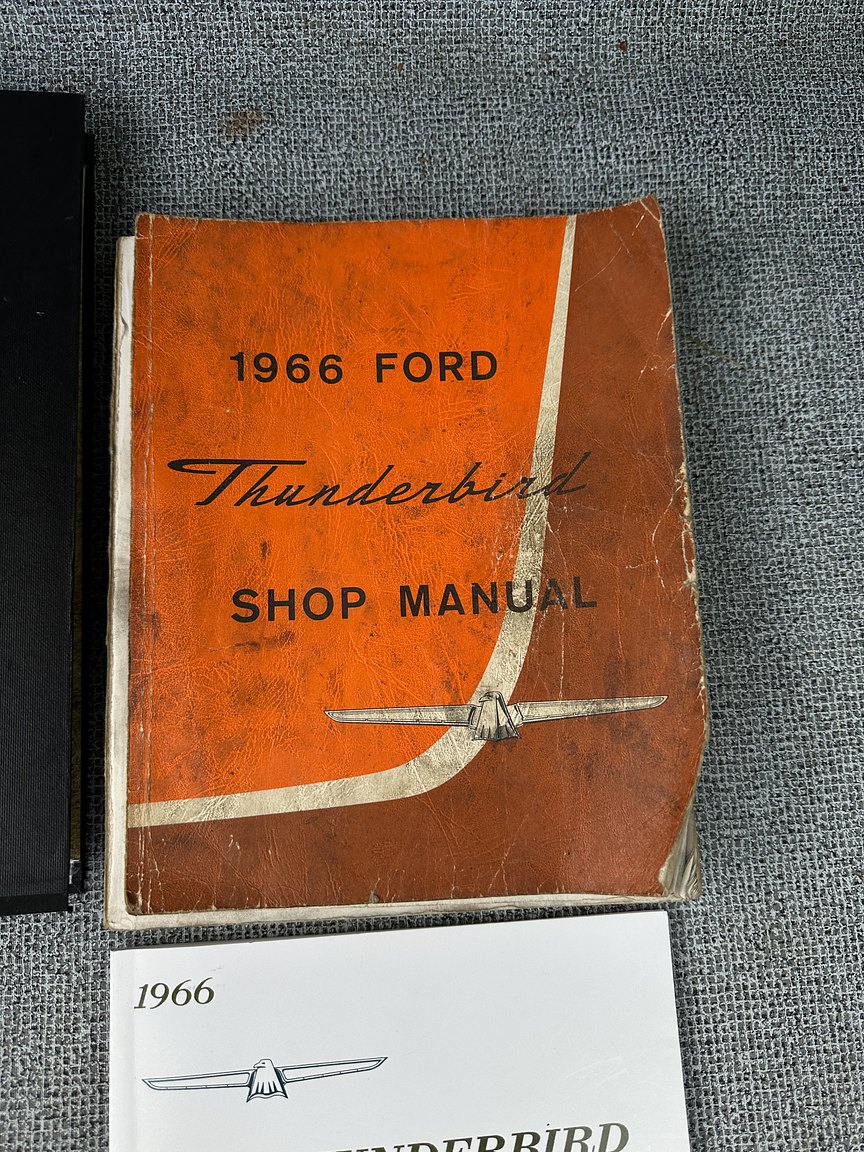 1966 FORD
Thunderbird
SHOP MANUAL
1966